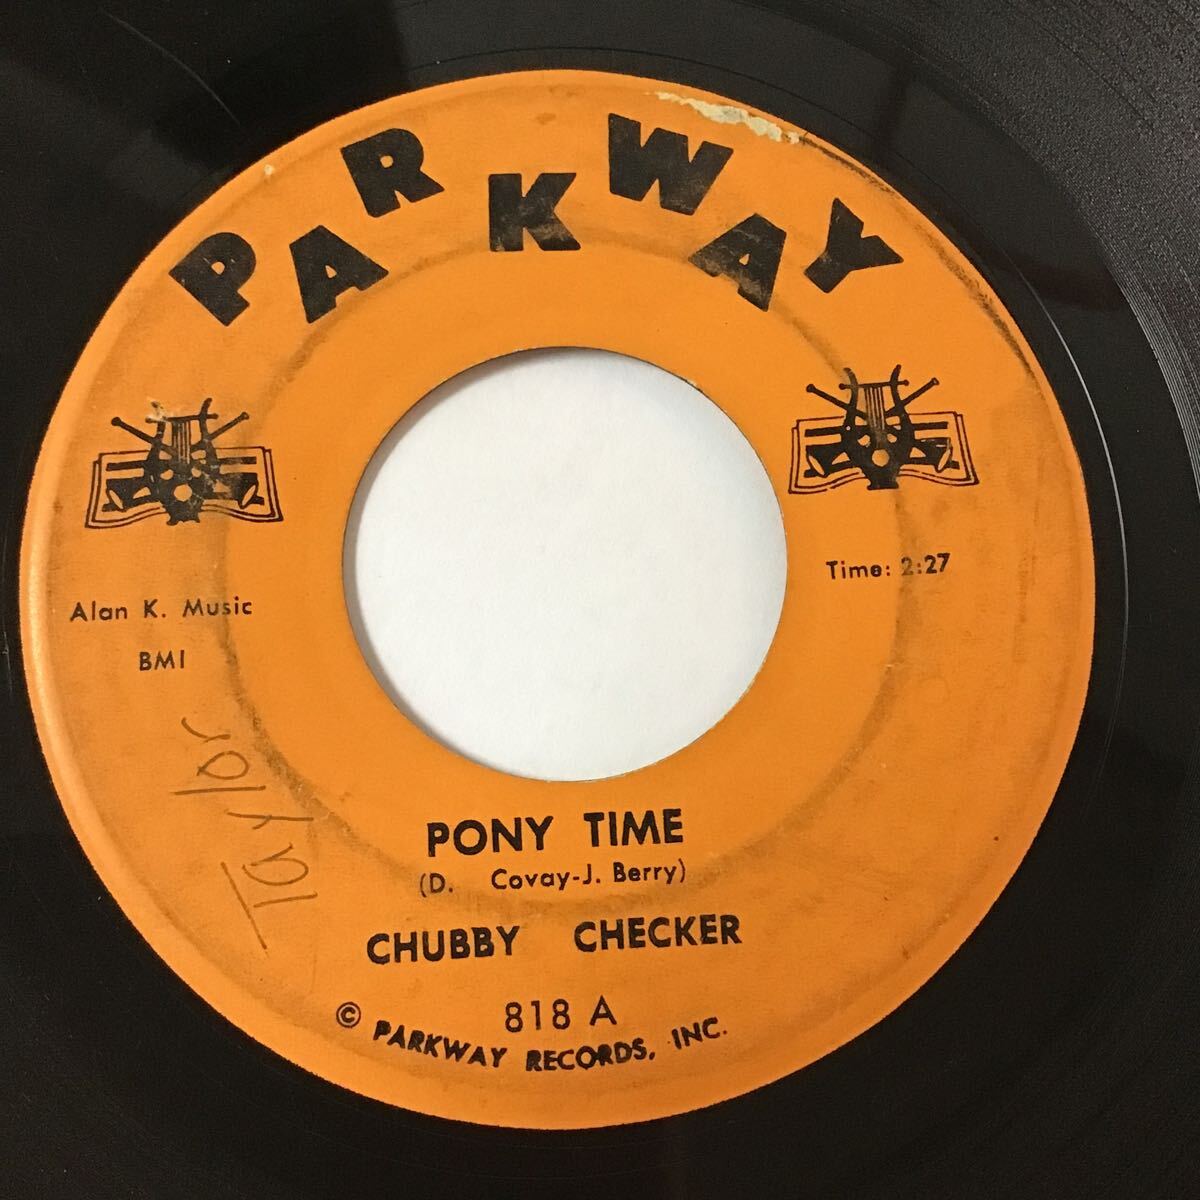 PARKWAY
Alan K. Music
BMI
Time: 2:27
Taylor
PONY TIME
(D. Covay-J. Berry)
CHUBBY CHECKER
818 A
© PARKWAY RECORDS, INC.